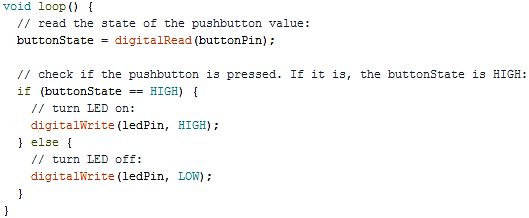 void loop() {
  // read the state of the pushbutton value:
  buttonState = digitalRead(buttonPin);

  // check if the pushbutton is pressed. If it is, the buttonState is HIGH:
  if (buttonState == HIGH) {
    // turn LED on:
    digitalWrite(ledPin, HIGH);
  } else {
    // turn LED off:
    digitalWrite(ledPin, LOW);
  }
}